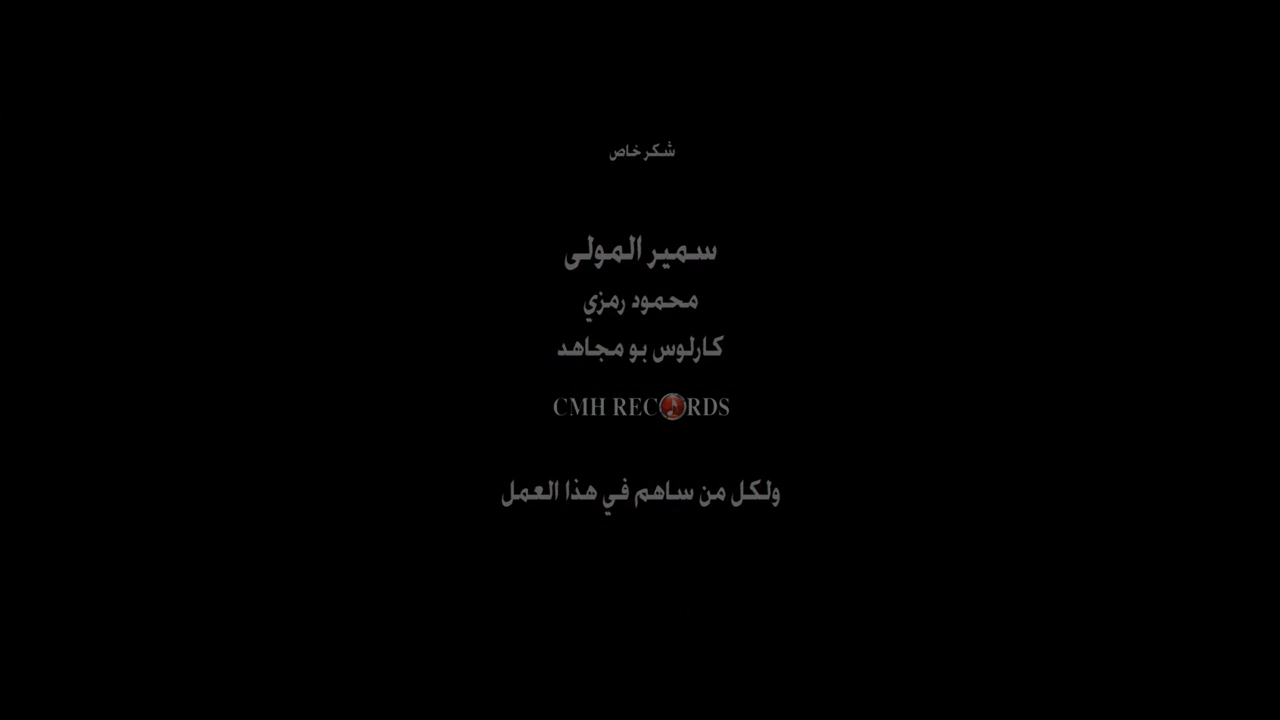 شكر خاص
سمير المولى
محمود رمزي
كارلوس بو مجاهد
CMH RECORDS
ولكل من ساهم في هذا العمل